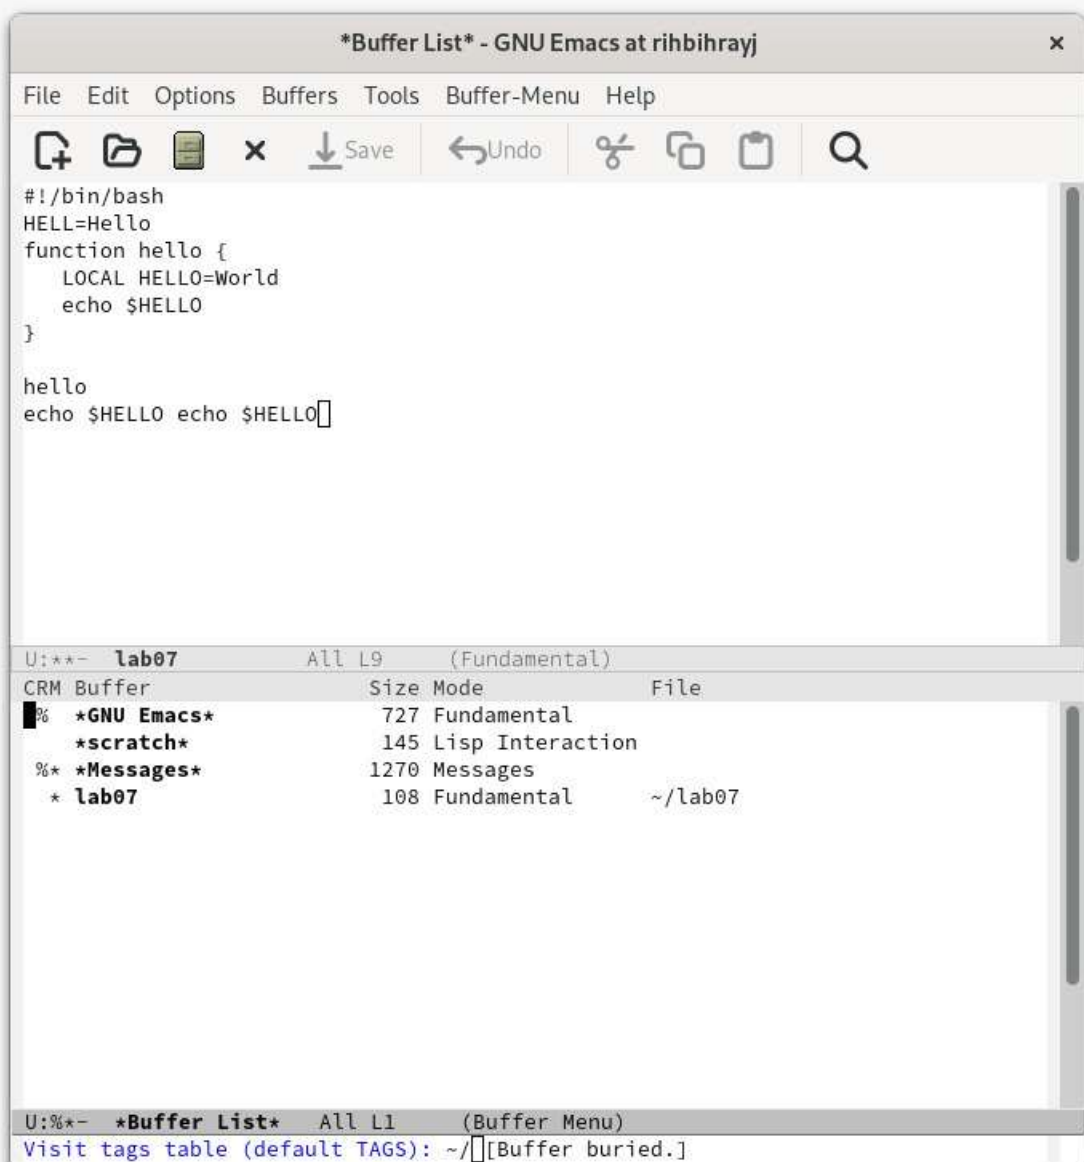 *Buffer List* - GNU Emacs at rihbihrayj ×
File Edit Options Buffers Tools Buffer-Menu Help
Save Undo
#!/bin/bash
HELL=Hello
function hello {
   LOCAL HELLO=World
   echo $HELLO
}
hello
echo $HELLO echo $HELLO
U:**-  lab07          All L9     (Fundamental)
CRM Buffer                 Size Mode             File
 %  *GNU Emacs*             727 Fundamental
    *scratch*               145 Lisp Interaction
 %* *Messages*             1270 Messages
  * lab07                   108 Fundamental      ~/lab07
U:%*-  *Buffer List*   All L1     (Buffer Menu)
Visit tags table (default TAGS): ~/ [Buffer buried.]